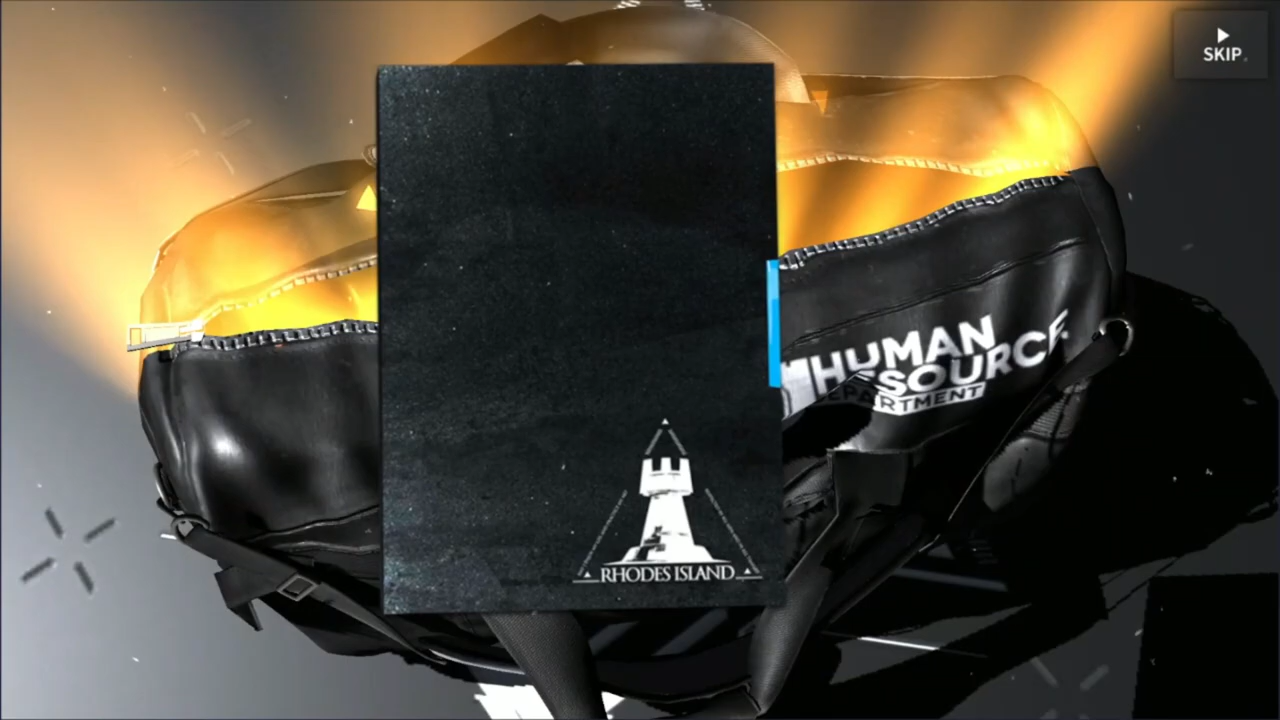 SKIP
HUMAN
RESOURCE
DEPARTMENT
RHODES ISLAND